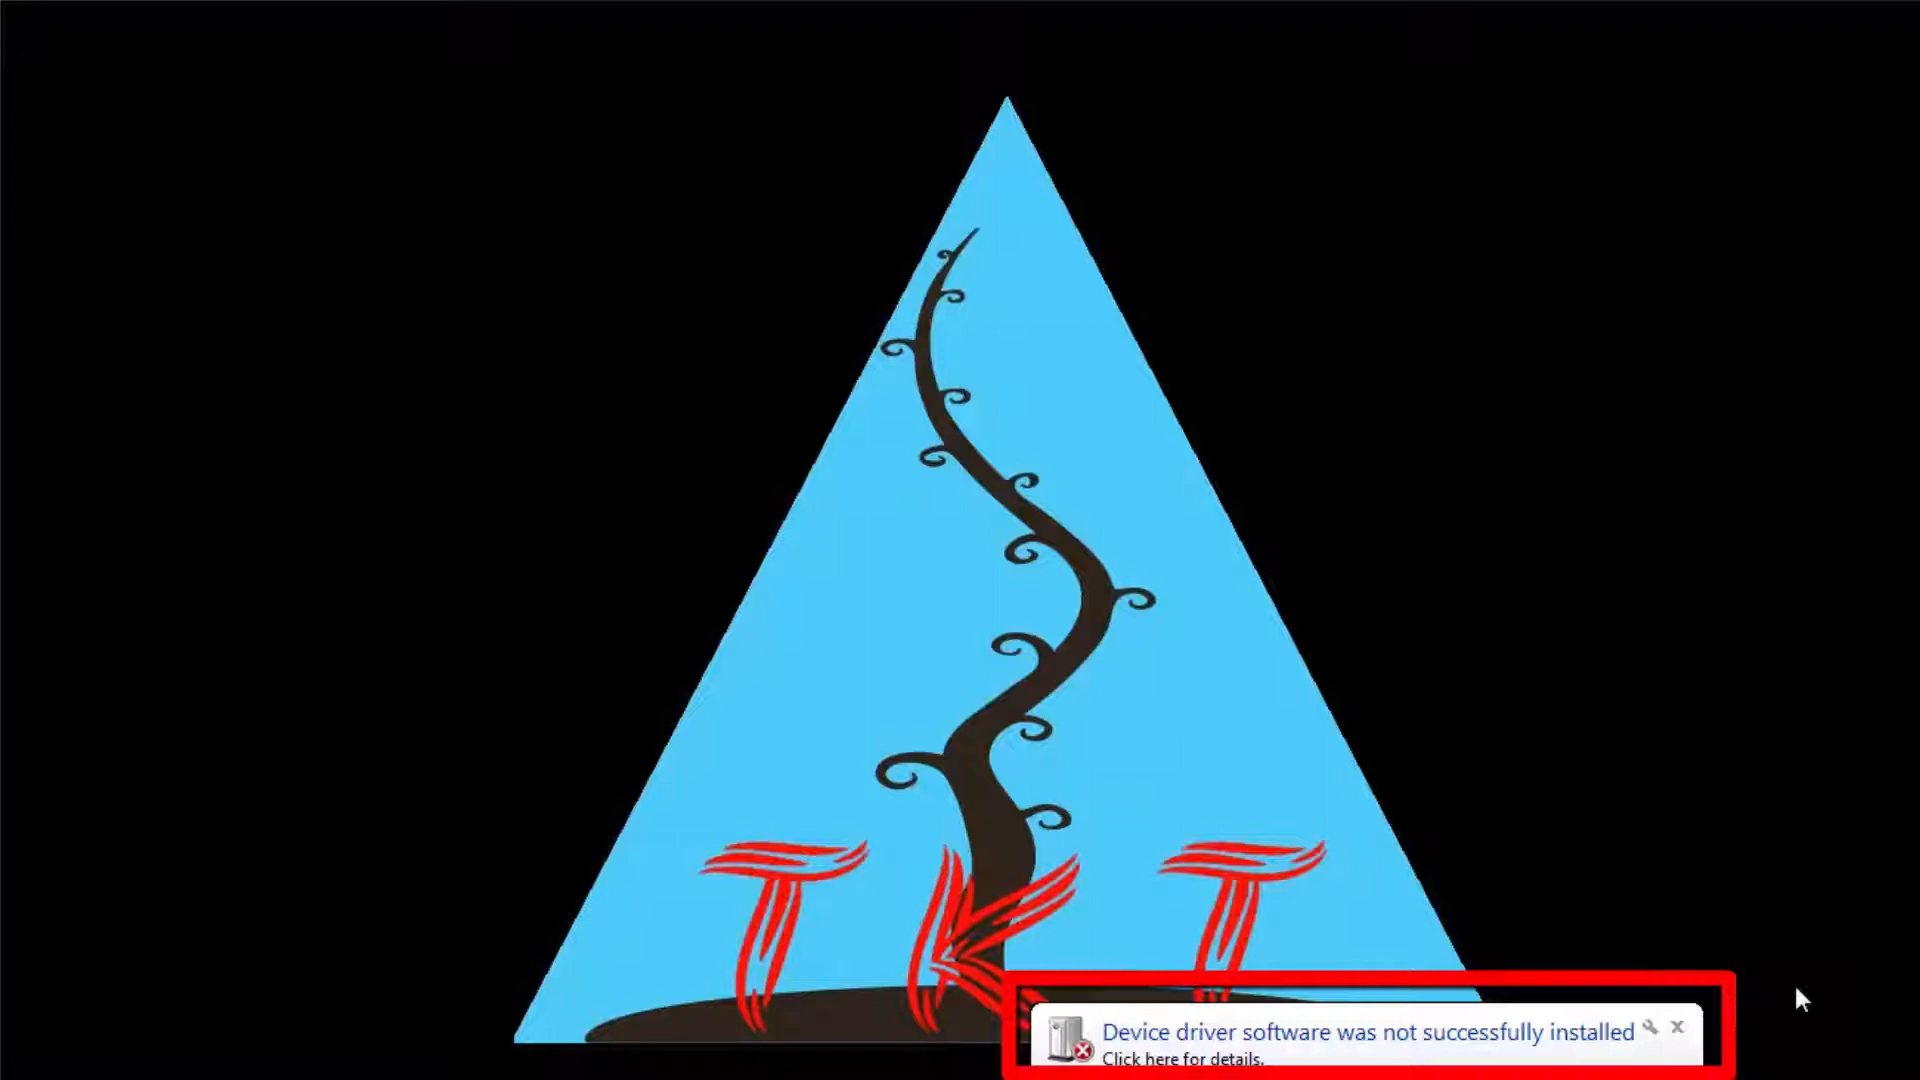 T K T
Device driver software was not successfully installed
Click here for details.